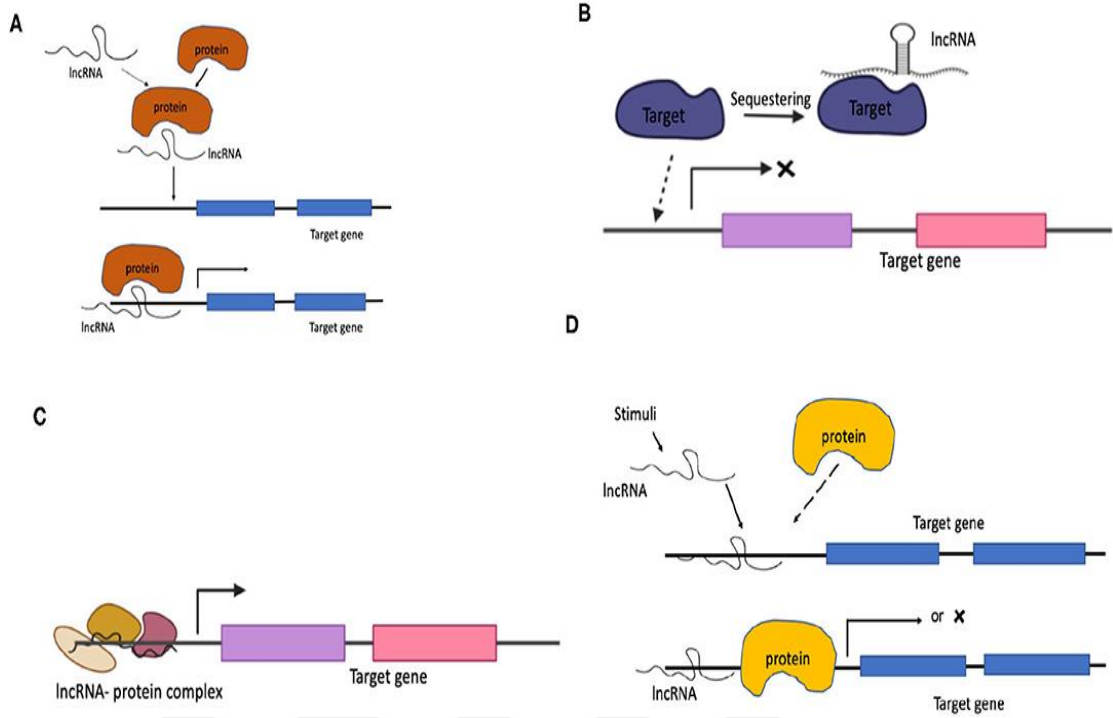 A
lncRNA
protein
protein
lncRNA
Target gene
protein
lncRNA
Target gene
B
lncRNA
Target
Sequestering
Target
Target gene
C
lncRNA- protein complex
Target gene
D
Stimuli
lncRNA
protein
Target gene
or x
protein
lncRNA
Target gene